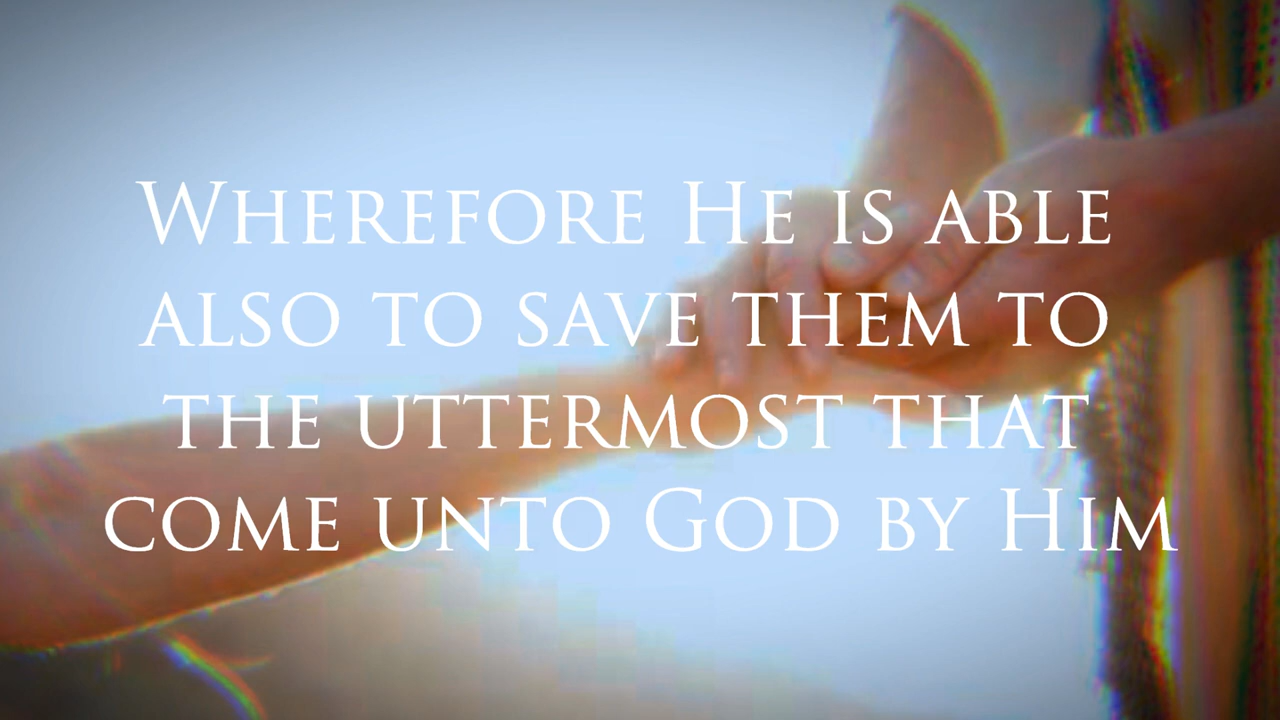 Wherefore He is able
also to save them to
the uttermost that
come unto God by Him